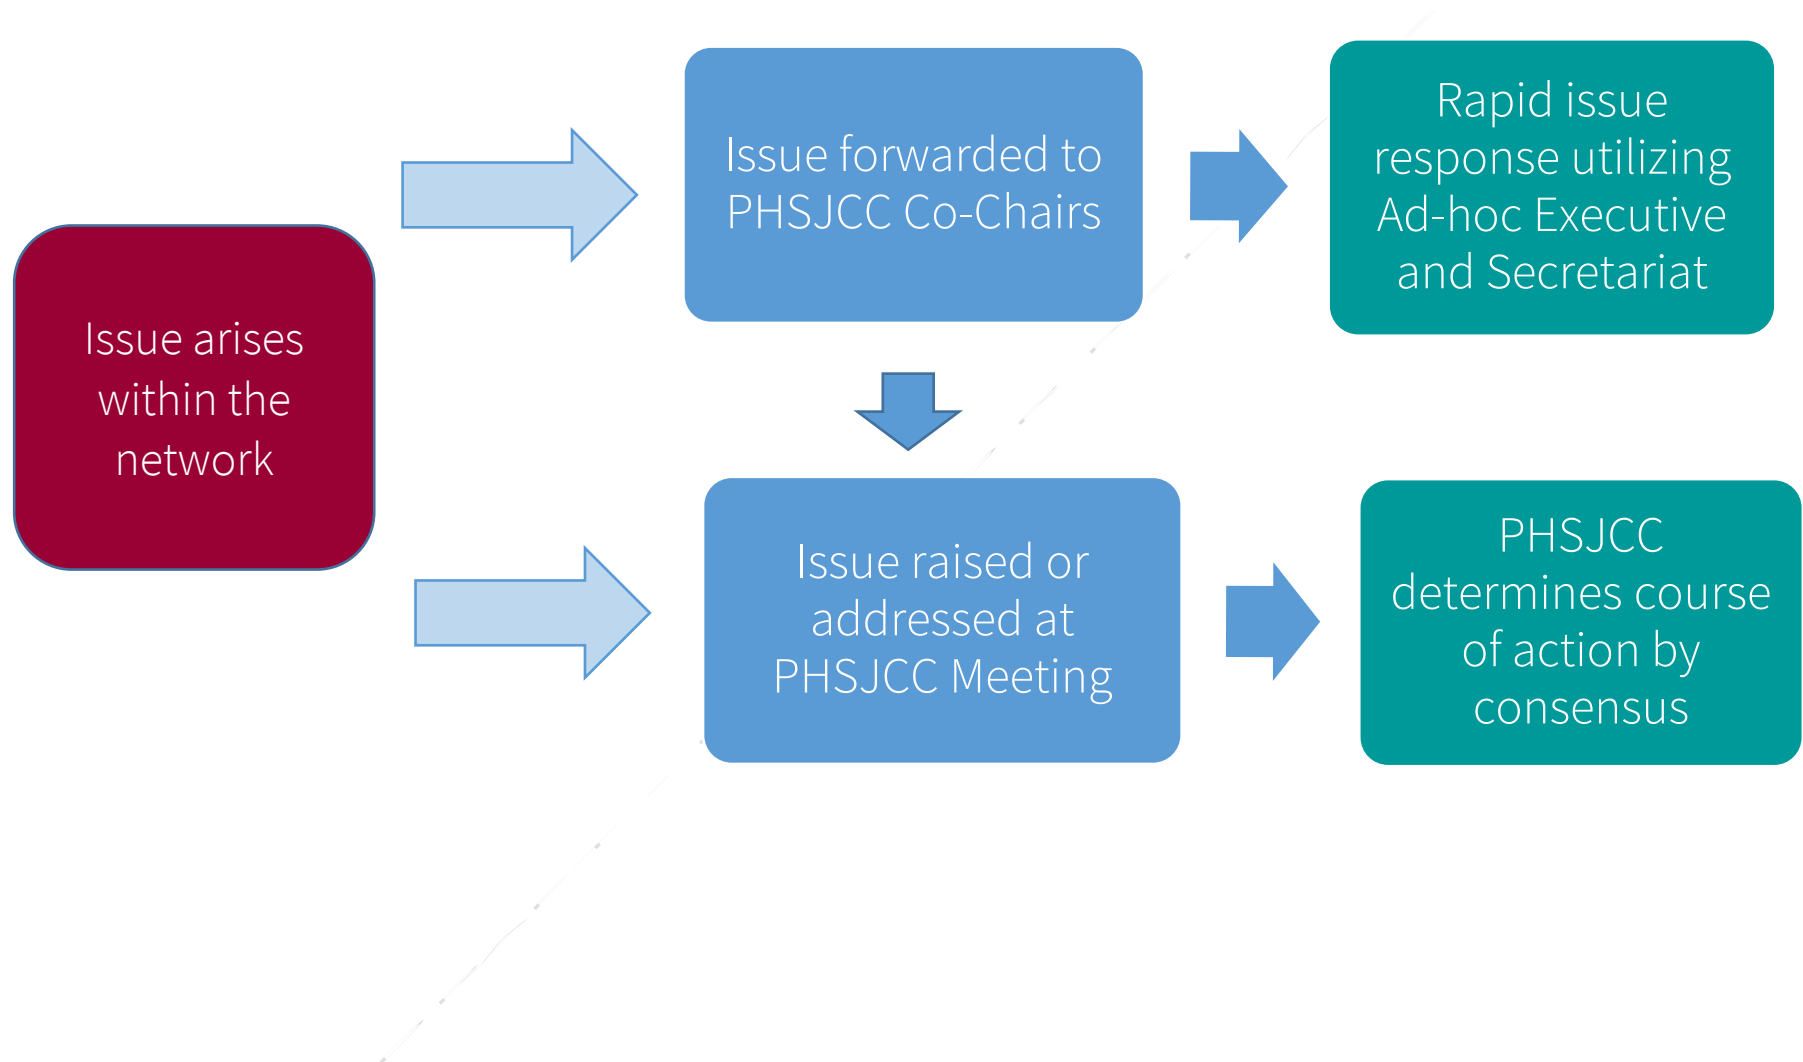 Issue arises
within the
network
Issue forwarded to
PHSJCC Co-Chairs
Rapid issue
response utilizing
Ad-hoc Executive
and Secretariat
Issue raised or
addressed at
PHSJCC Meeting
PHSJCC
determines course
of action by
consensus